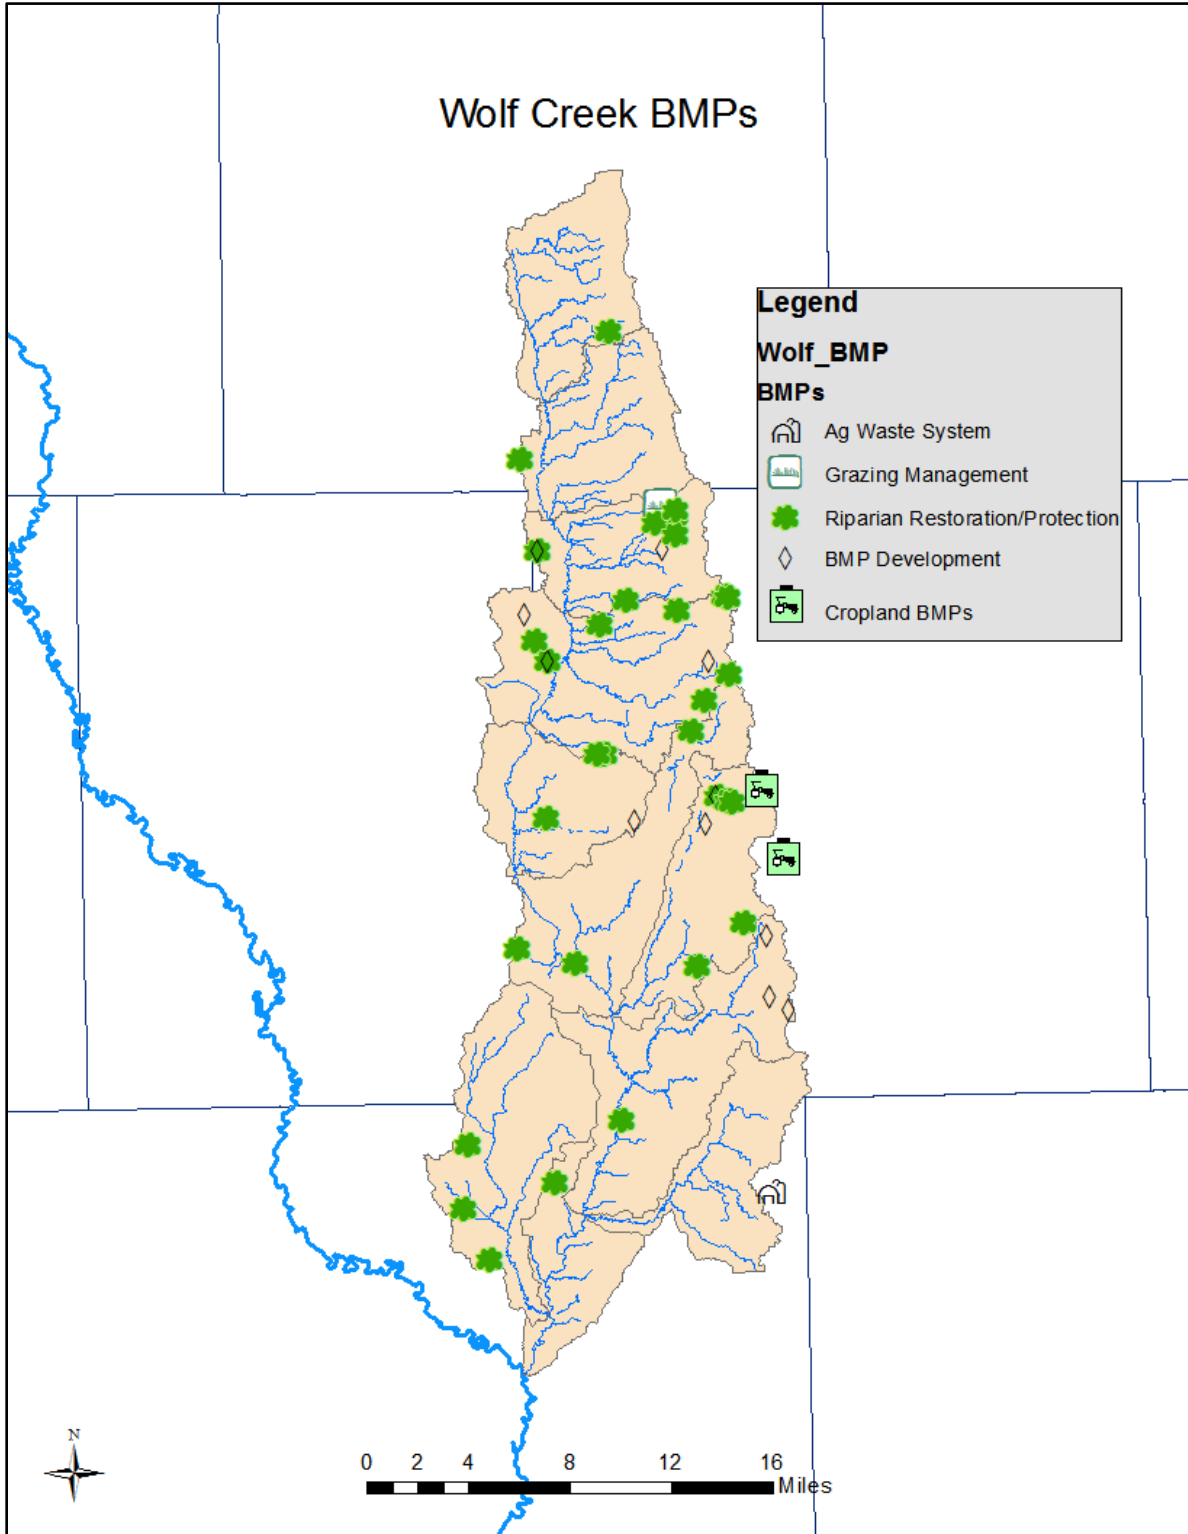 Wolf Creek BMPs
Legend
Wolf_BMP
BMPs
Ag Waste System
Grazing Management
Riparian Restoration/Protection
BMP Development
Cropland BMPs
N
0 2 4 8 12 16
Miles